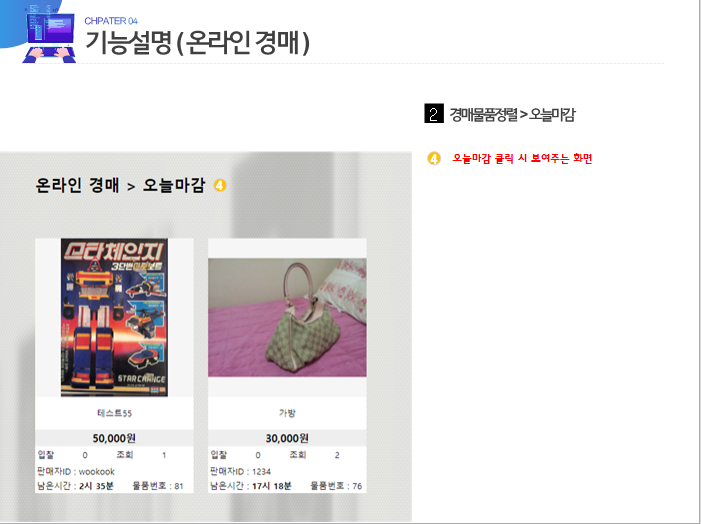 CHPATER 04
기능설명 ( 온라인 경매 )
2 경매물품정렬 > 오늘마감
4 오늘마감 클릭 시 보여주는 화면
온라인 경매 > 오늘마감 4
고타체인지
3단변
STAR CHANGE
테스트55
50,000원
입찰 0 조회 1
판매자ID : wookook
남은시간 : 2시 35분 물품번호 : 81
가방
30,000원
입찰 0 조회 2
판매자ID : 1234
남은시간 : 17시 18분 물품번호 : 76